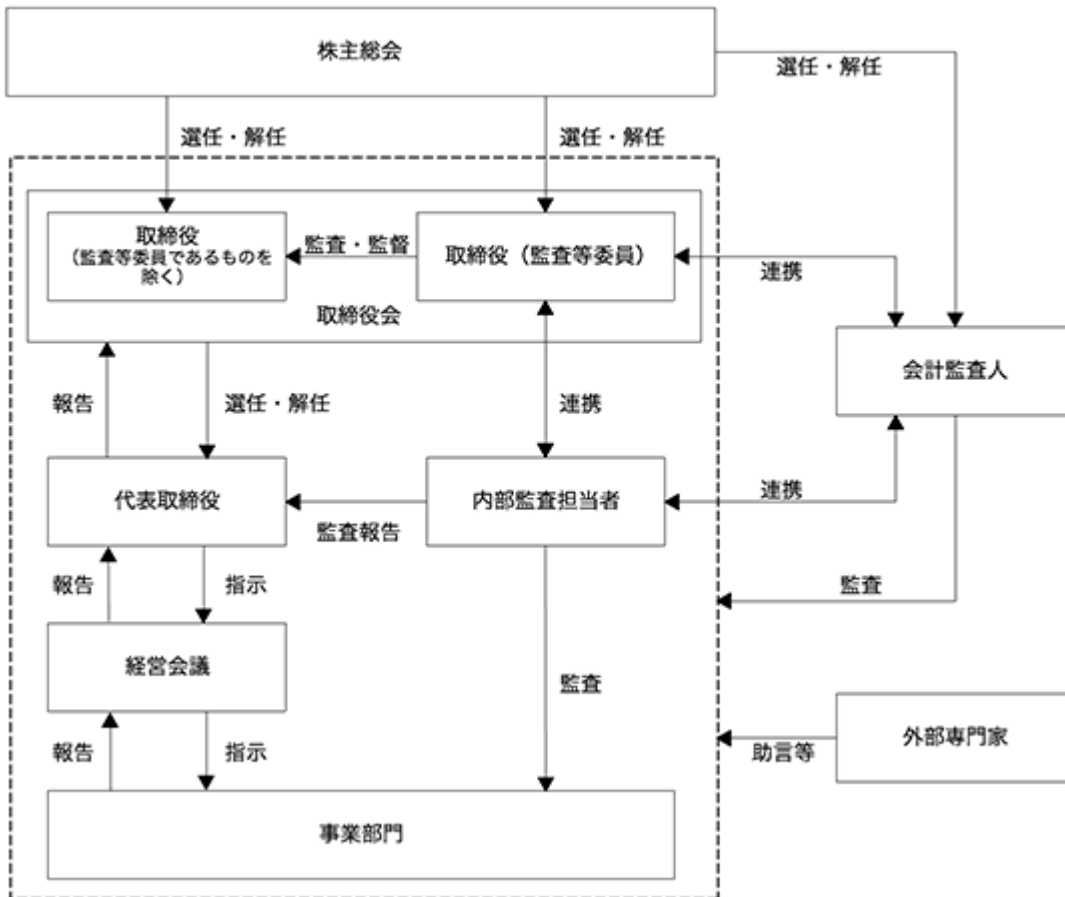 株主総会
選任・解任
選任・解任
選任・解任
取締役
（監査等委員であるものを
除く）
監査・監督
取締役（監査等委員）
連携
取締役会
会計監査人
報告
選任・解任
連携
代表取締役
監査報告
内部監査担当者
連携
報告
指示
監査
経営会議
監査
報告
指示
助言等
外部専門家
事業部門